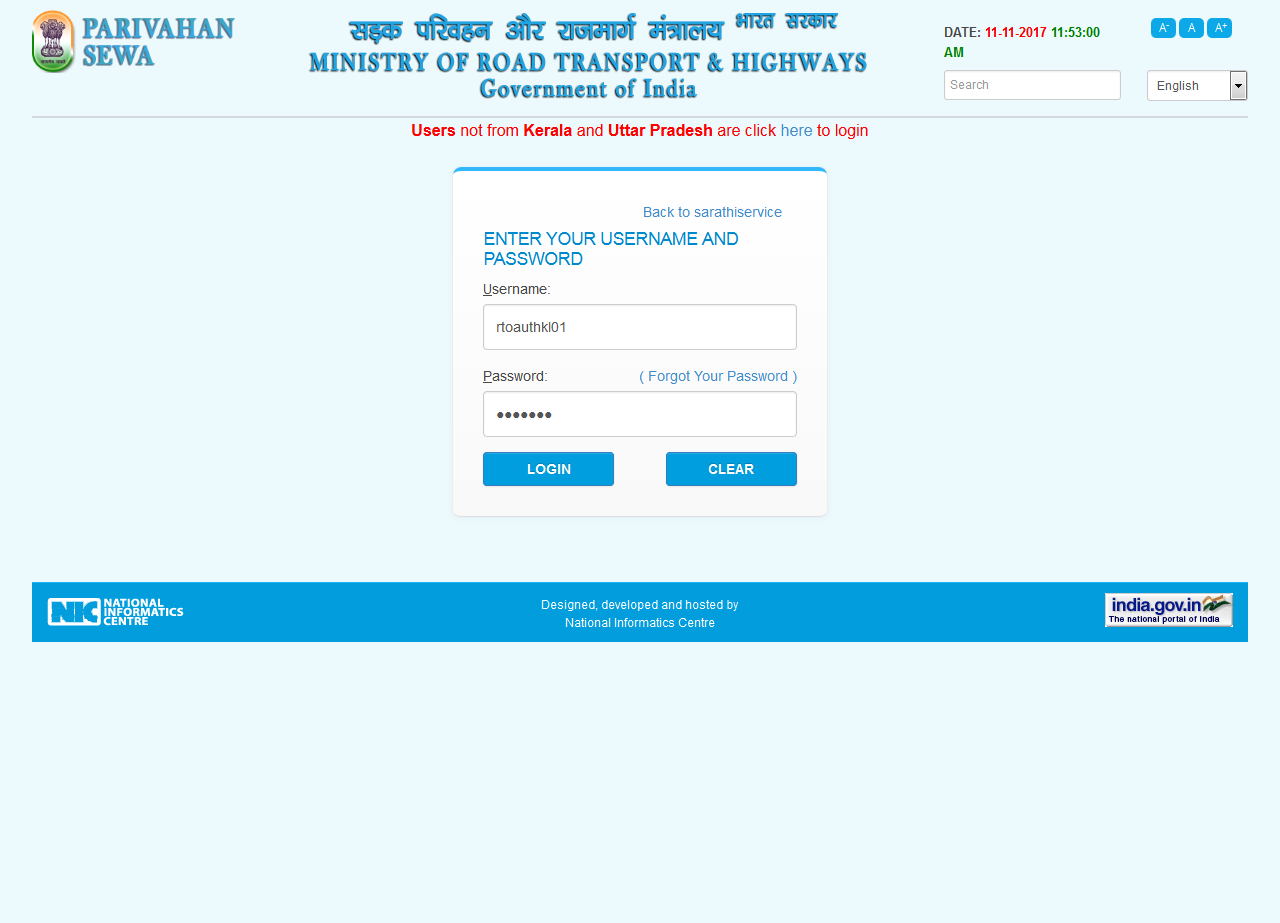 PARIVAHAN
SEWA
सड़क परिवहन और राजमार्ग मंत्रालय भारत सरकार
MINISTRY OF ROAD TRANSPORT & HIGHWAYS
Government of India
DATE: 11-11-2017 11:53:00
AM
A- A A+
Search
English
Users not from Kerala and Uttar Pradesh are click here to login
Back to sarathiservice
ENTER YOUR USERNAME AND
PASSWORD
Username:
rtoauthkl01
Password: ( Forgot Your Password )
•••••••
LOGIN CLEAR
NIC NATIONAL
INFORMATICS
CENTRE
Designed, developed and hosted by
National Informatics Centre
india.gov.in
The national portal of India